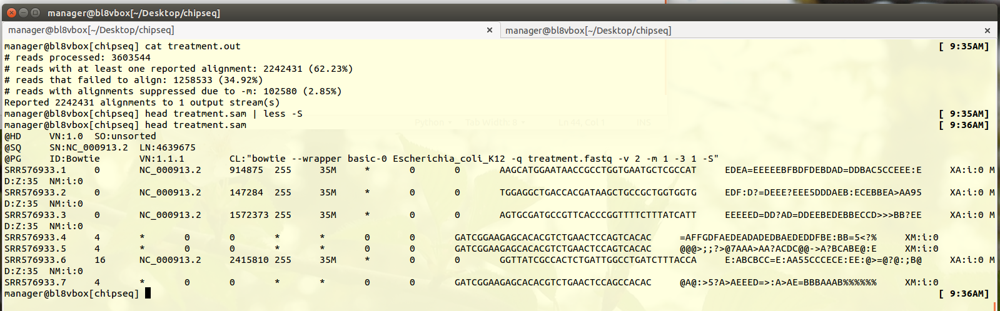 manager@bl8vbox[~/Desktop/chipseq]
manager@bl8vbox[~/Desktop/chipseq] × manager@bl8vbox[~/Desktop/chipseq] ×
manager@bl8vbox[chipseq] cat treatment.out [ 9:35AM]
# reads processed: 3603544
# reads with at least one reported alignment: 2242431 (62.23%)
# reads that failed to align: 1258533 (34.92%)
# reads with alignments suppressed due to -m: 102580 (2.85%)
Reported 2242431 alignments to 1 output stream(s)
manager@bl8vbox[chipseq] head treatment.sam | less -S [ 9:35AM]
Python Tab Width: 8 Ln 44, Col 1 INS
manager@bl8vbox[chipseq] head treatment.sam [ 9:36AM]
@HD VN:1.0 SO:unsorted
@SQ SN:NC_000913.2 LN:4639675
@PG ID:Bowtie VN:1.1.1 CL:"bowtie --wrapper basic-0 Escherichia_coli_K12 -q treatment.fastq -v 2 -m 1 -3 1 -S"
SRR576933.1 0 NC_000913.2 914875 255 35M * 0 0 AAGCATGGAATAACCGCCTGGTGAATGCTCGCCAT EDEA=EEEEEBFBDFDEBDAD=DDBAC5CCEEE:E XA:i:0 M
D:Z:35 NM:i:0
SRR576933.2 0 NC_000913.2 147284 255 35M * 0 0 TGGAGGCTGACCACGATAAGCTGCCGCTGGTGGTG EDF:D?=DEEE?EEE5DDDAEB:ECEBBEA>AA95 XA:i:0 M
D:Z:35 NM:i:0
SRR576933.3 0 NC_000913.2 1572373 255 35M * 0 0 AGTGCGATGCCGTTCACCCGGTTTTCTTTATCATT EEEEED=DD?AD=DDEEBEDEBBECCD>>>BB?EE XA:i:0 M
D:Z:35 NM:i:0
SRR576933.4 4 * 0 0 * * 0 0 GATCGGAAGAGCACACGTCTGAACTCCAGTCACAC =AFFGDFAEDEADADEDBAEDEDDFBE:BB=5<?% XM:i:0
SRR576933.5 4 * 0 0 * * 0 0 GATCGGAAGAGCACACGTCTGAACTCCAGTCACAC @@@>;;?>@7AAA>AA?ACDC@@->A?BCABE@:E XM:i:0
SRR576933.6 16 NC_000913.2 2415810 255 35M * 0 0 GGTTATCGCCACTCTGATTGGCCTGATCTTTACCA E:ABCBCC=E:AA55CCCECE:EE:@>=@?@:;B@ XA:i:0 M
D:Z:35 NM:i:0
SRR576933.7 4 * 0 0 * * 0 0 GATCGGAAGAGCACACGTCTGAACTCCAGCCACAC @A@:>5?A>AEEED=>:A>AE=BBBAAAB%%%%%% XM:i:0
manager@bl8vbox[chipseq] [ 9:36AM]